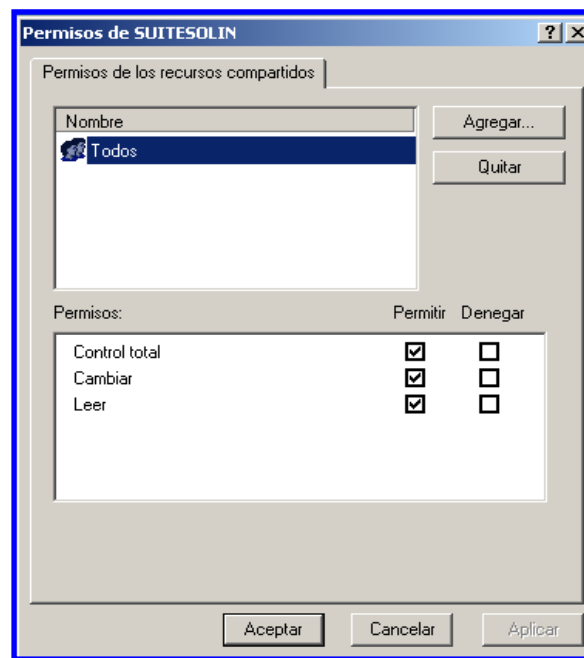 Permisos de SUITESOLIN
Permisos de los recursos compartidos
Nombre
Agregar...
Todos
Quitar
Permisos: Permitir Denegar
Control total
Cambiar
Leer
Aceptar Cancelar Aplicar